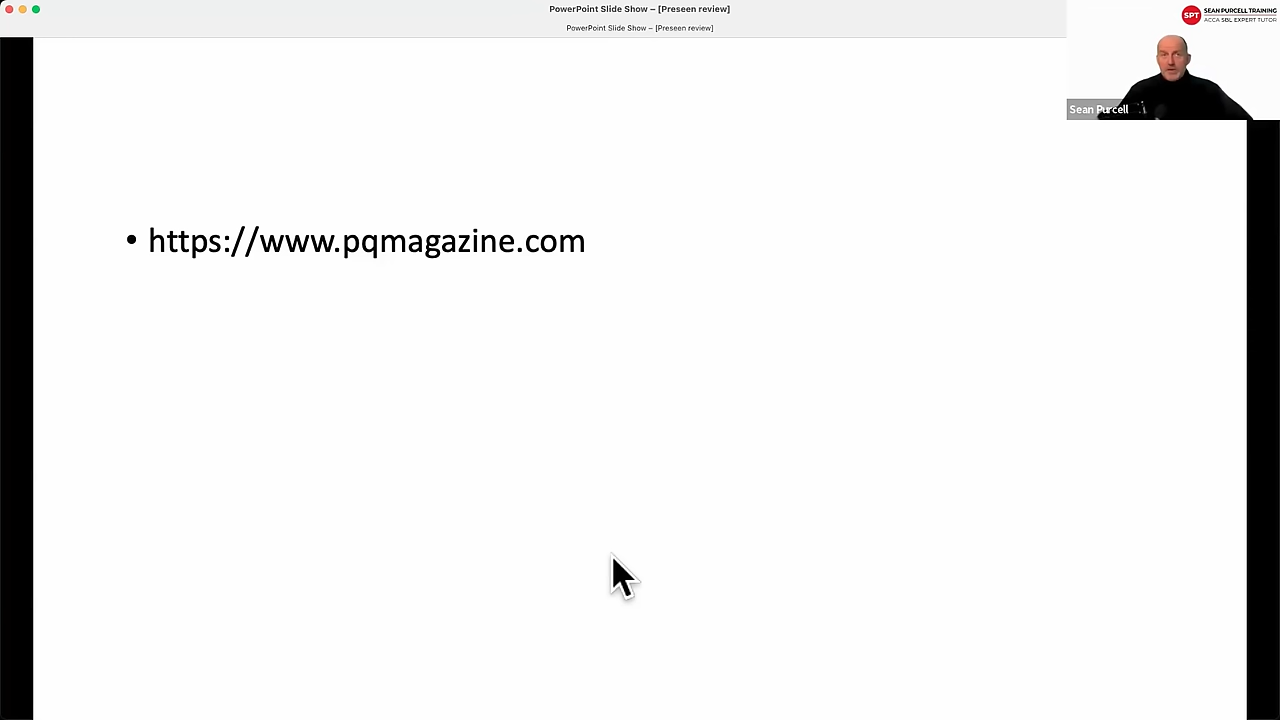 PowerPoint Slide Show – [Preseen review]
PowerPoint Slide Show – [Preseen review]
SPT
SEAN PURCELL TRAINING
ACCA SBL EXPERT TUTOR
Sean Purcell
• https://www.pqmagazine.com